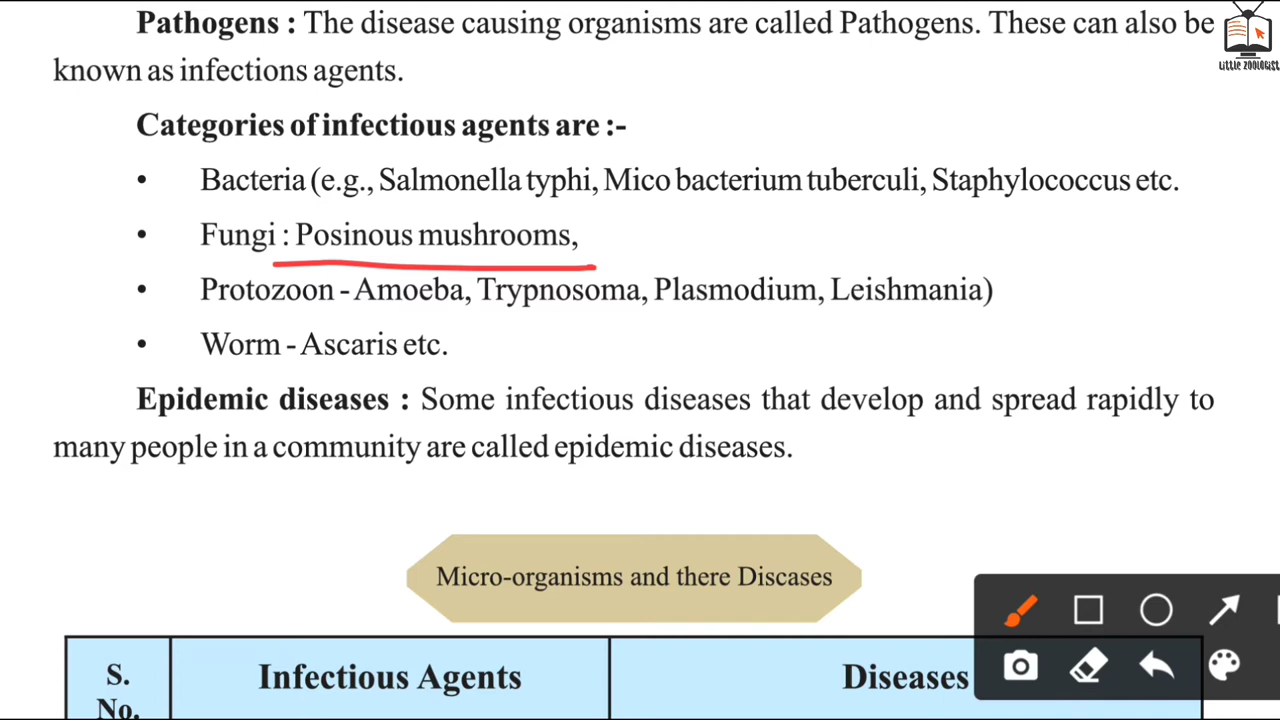 Pathogens : The disease causing organisms are called Pathogens. These can also be
known as infections agents.
LITTLE ZOOLOGIST
Categories of infectious agents are :-
• Bacteria (e.g., Salmonella typhi, Mico bacterium tuberculi, Staphylococcus etc.
• Fungi : Posinous mushrooms,
• Protozoon - Amoeba, Trypnosoma, Plasmodium, Leishmania)
• Worm - Ascaris etc.
Epidemic diseases : Some infectious diseases that develop and spread rapidly to
many people in a community are called epidemic diseases.
Micro-organisms and there Discases
S.
No.
Infectious Agents
Diseases